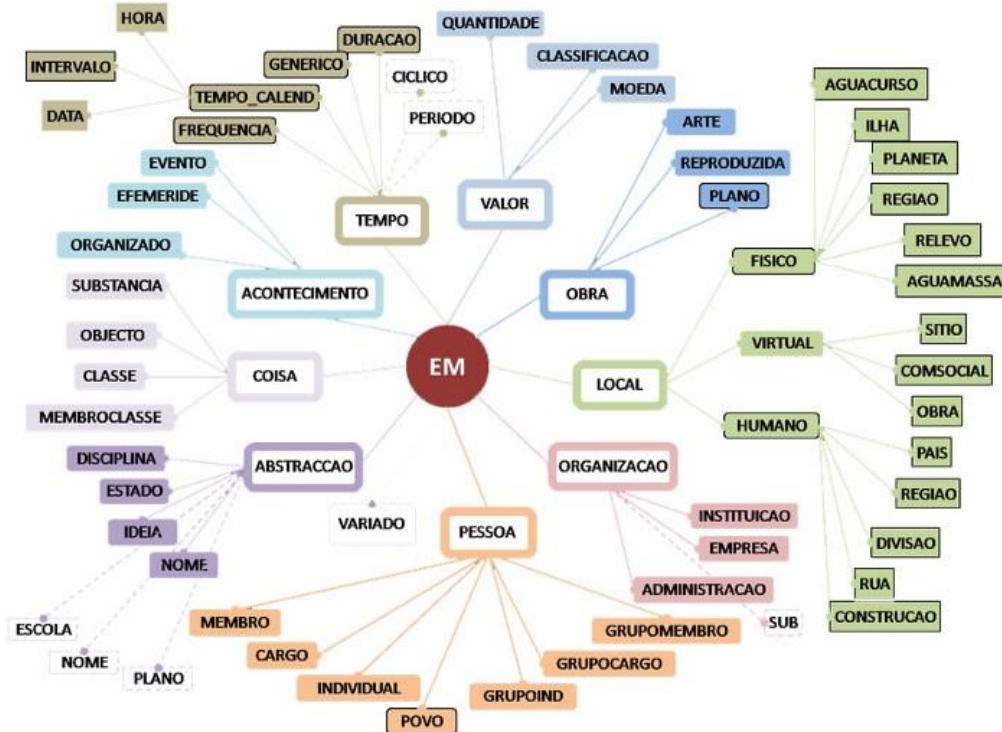 HORA
INTERVALO
DATA
TEMPO_CALEND
GENERICO
DURACAO
FREQUENCIA
CICLICO
PERIODO
TEMPO
QUANTIDADE
CLASSIFICACAO
MOEDA
VALOR
ARTE
REPRODUZIDA
PLANO
OBRA
EVENTO
EFEMERIDE
ORGANIZADO
ACONTECIMENTO
SUBSTANCIA
OBJECTO
CLASSE
MEMBROCLASSE
COISA
EM
AGUACURSO
ILHA
PLANETA
REGIAO
RELEVO
AGUAMASSA
FISICO
VIRTUAL
SITIO
COMSOCIAL
OBRA
LOCAL
HUMANO
PAIS
REGIAO
DIVISAO
RUA
CONSTRUCAO
DISCIPLINA
ESTADO
IDEIA
NOME
ABSTRACCAO
ESCOLA
NOME
PLANO
VARIADO
PESSOA
MEMBRO
CARGO
INDIVIDUAL
POVO
GRUPOIND
GRUPOCARGO
GRUPOMEMBRO
ORGANIZACAO
INSTITUICAO
EMPRESA
ADMINISTRACAO
SUB